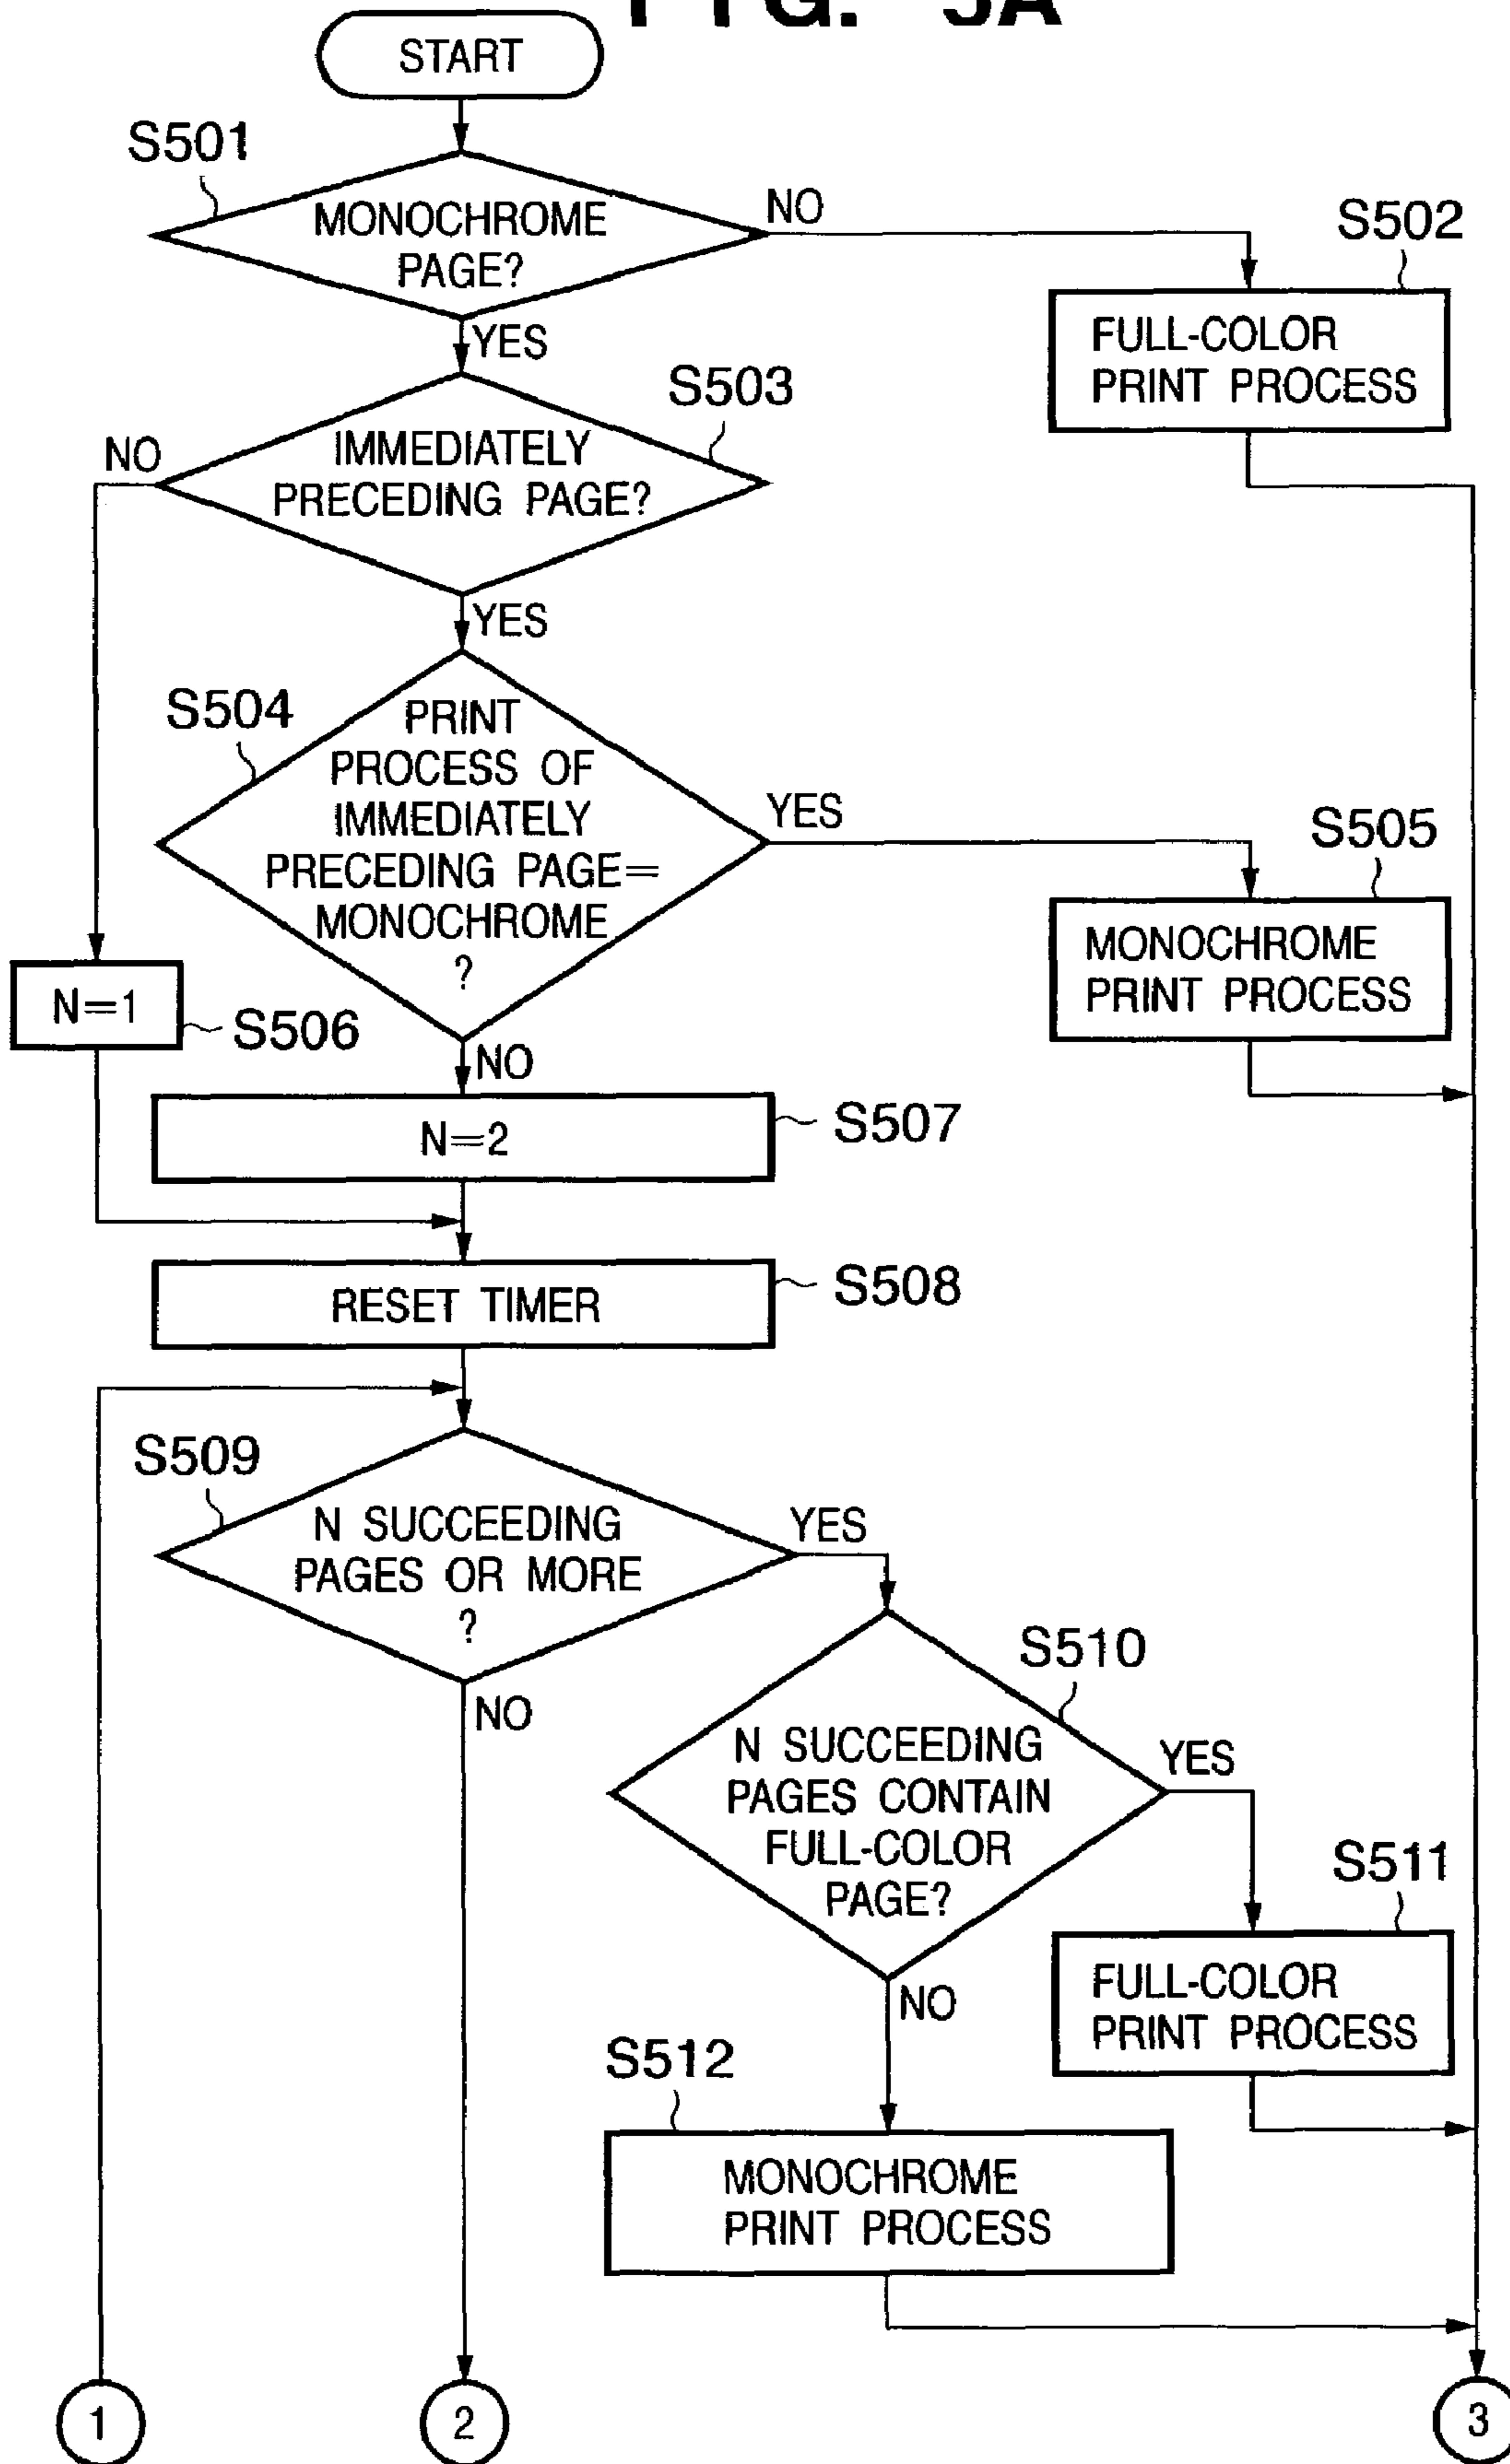 FIG. 5A
START
S501
MONOCHROME
PAGE?
NO
S502
FULL-COLOR
PRINT PROCESS
YES
S503
IMMEDIATELY
PRECEDING PAGE?
NO
YES
S504
PRINT
PROCESS OF
IMMEDIATELY
PRECEDING PAGE=
MONOCHROME
?
YES
S505
MONOCHROME
PRINT PROCESS
N=1
S506
NO
N=2
S507
RESET TIMER
S508
S509
N SUCCEEDING
PAGES OR MORE
?
YES
NO
S510
N SUCCEEDING
PAGES CONTAIN
FULL-COLOR
PAGE?
YES
S511
FULL-COLOR
PRINT PROCESS
NO
S512
MONOCHROME
PRINT PROCESS
1
2
3